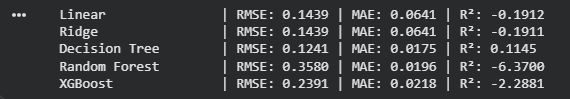 ••• Linear | RMSE: 0.1439 | MAE: 0.0641 | R²: -0.1912
Ridge | RMSE: 0.1439 | MAE: 0.0641 | R²: -0.1911
Decision Tree | RMSE: 0.1241 | MAE: 0.0175 | R²: 0.1145
Random Forest | RMSE: 0.3580 | MAE: 0.0196 | R²: -6.3700
XGBoost | RMSE: 0.2391 | MAE: 0.0218 | R²: -2.2881